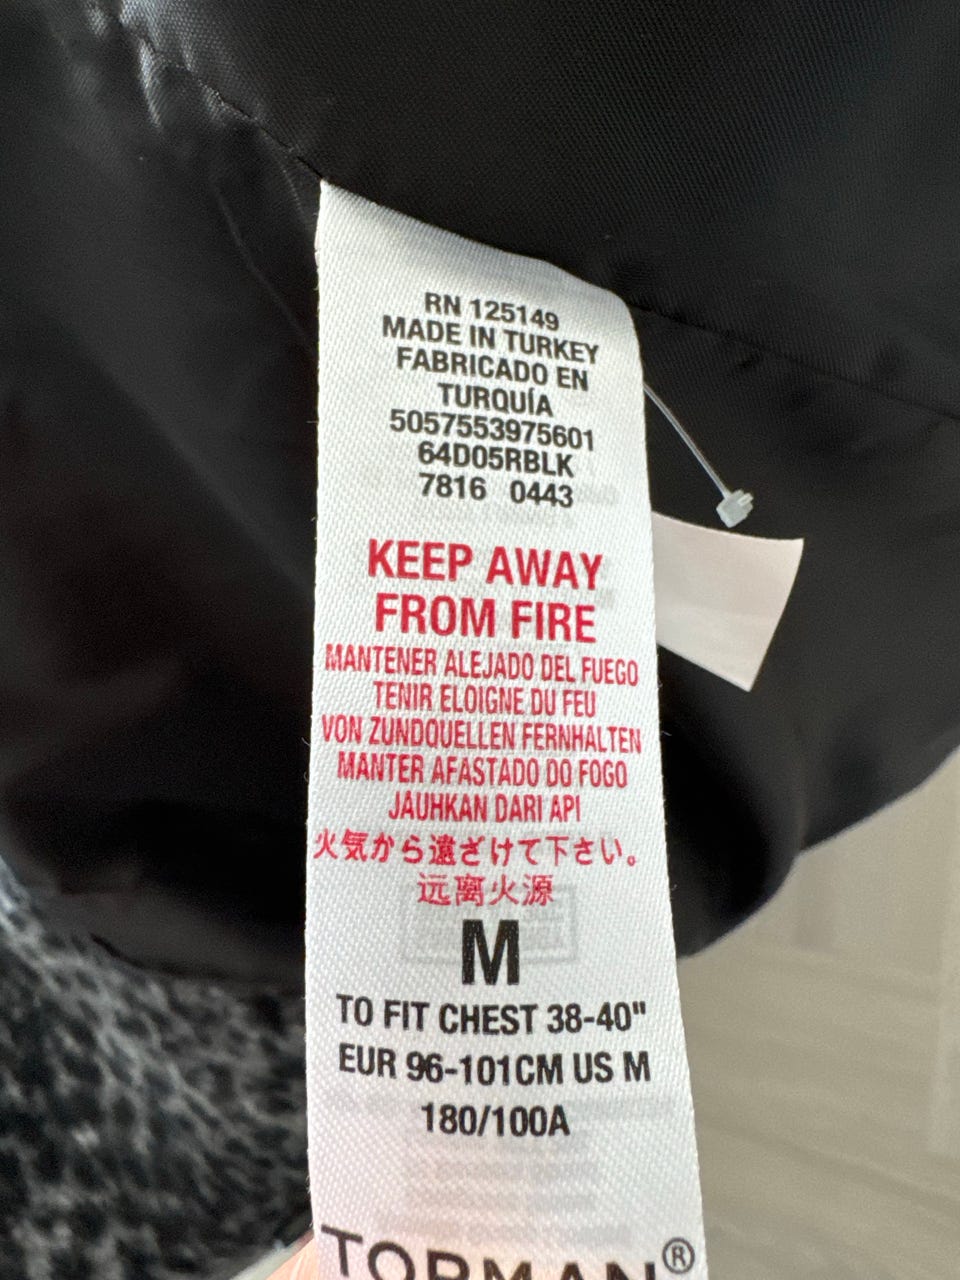 RN 125149
MADE IN TURKEY
FABRICADO EN
TURQUÍA
5057553975601
64D05RBLK
7816 0443
KEEP AWAY
FROM FIRE
MANTENER ALEJADO DEL FUEGO
TENIR ELOIGNE DU FEU
VON ZUNDQUELLEN FERNHALTEN
MANTER AFASTADO DO FOGO
JAUHKAN DARI API
火気から遠ざけて下さい。
远离火源
M
TO FIT CHEST 38-40"
EUR 96-101CM US M
180/100A
TOPMAN®